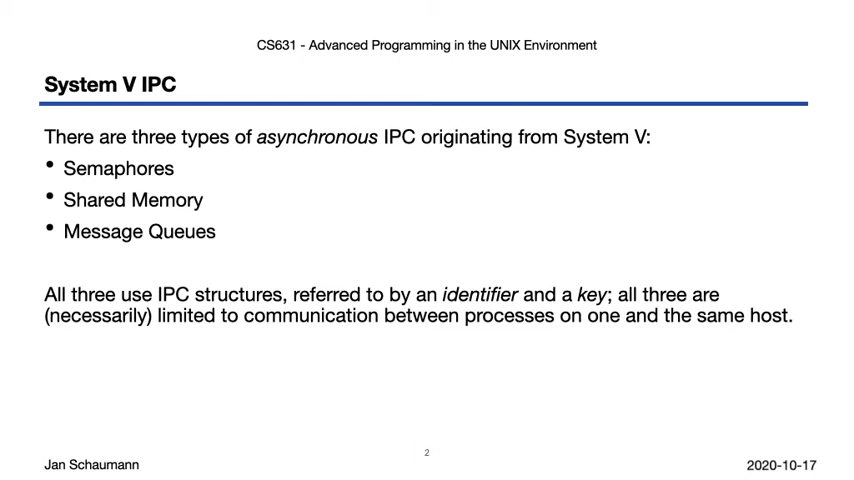 CS631 - Advanced Programming in the UNIX Environment
System V IPC
There are three types of asynchronous IPC originating from System V:
• Semaphores
• Shared Memory
• Message Queues
All three use IPC structures, referred to by an identifier and a key; all three are
(necessarily) limited to communication between processes on one and the same host.
2
Jan Schaumann
2020-10-17